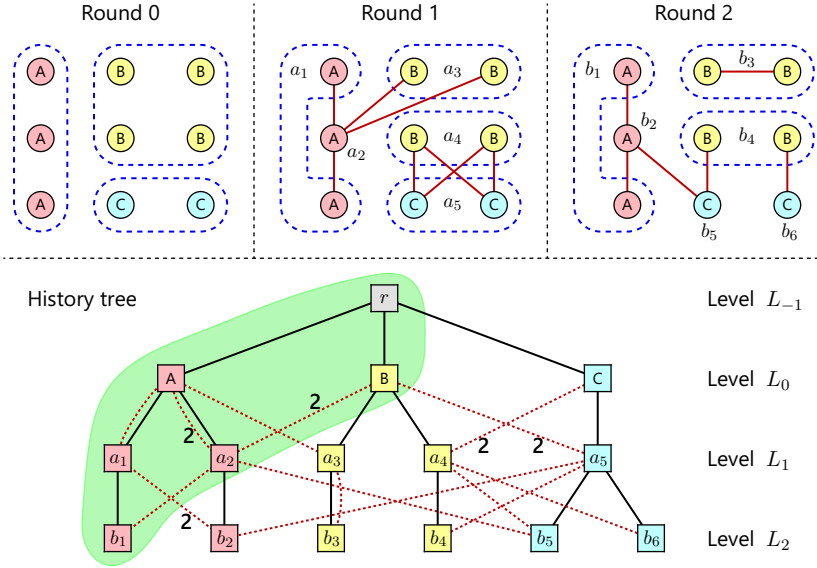 Round 0 Round 1 Round 2
A B B a₁ A B a₃ B b₁ A B b₃ B
A B B A a₂ B a₄ B A b₂ B b₄ B
A C C A C a₅ C A C C
b₅ b₆
History tree r Level L₋₁
A B C Level L₀
2
2 2 2
a₁ a₂ a₃ a₄ a₅ Level L₁
2
b₁ b₂ b₃ b₄ b₅ b₆ Level L₂